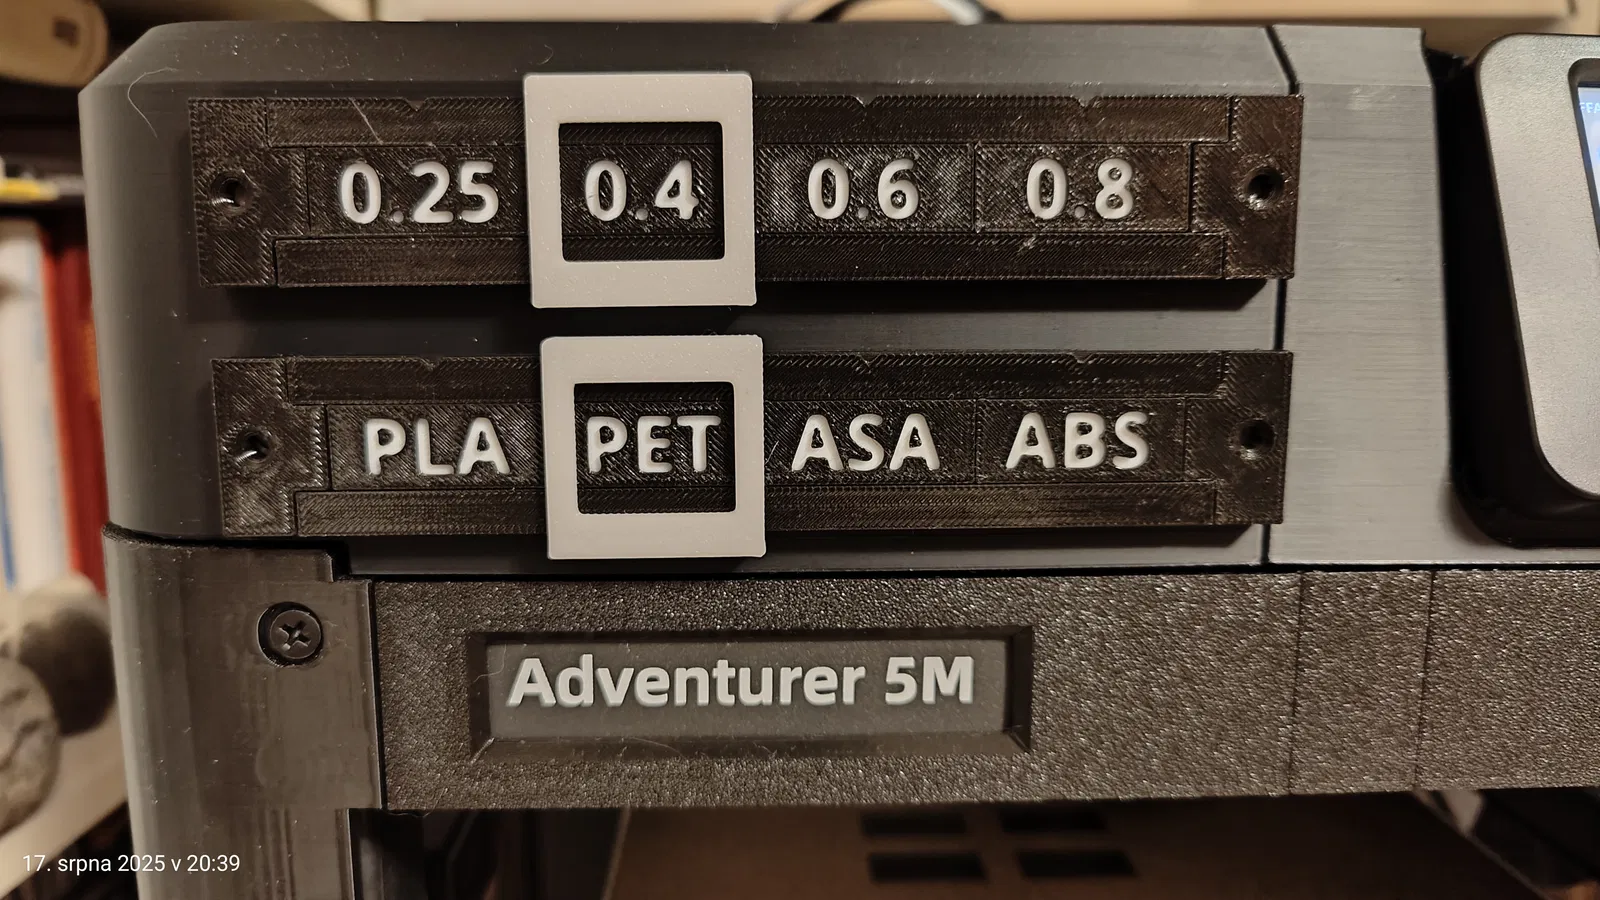 0.25 0.4 0.6 0.8
PLA PET ASA ABS
Adventurer 5M
17. srpna 2025 v 20:39